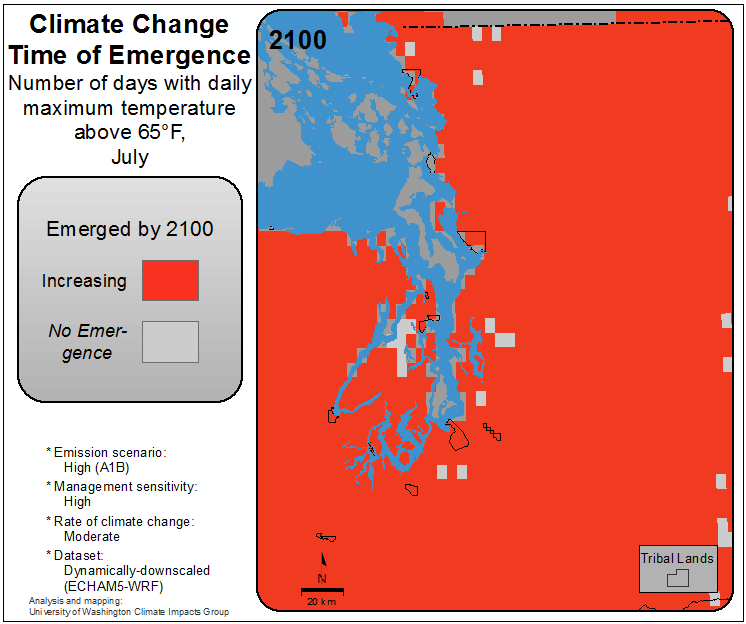 Climate Change
Time of Emergence
Number of days with daily
maximum temperature
above 65°F,
July
Emerged by 2100
Increasing
No Emer-
gence
* Emission scenario:
High (A1B)
* Management sensitivity:
High
* Rate of climate change:
Moderate
* Dataset:
Dynamically-downscaled
(ECHAM5-WRF)
Analysis and mapping:
University of Washington Climate Impacts Group
2100
N
20 km
Tribal Lands